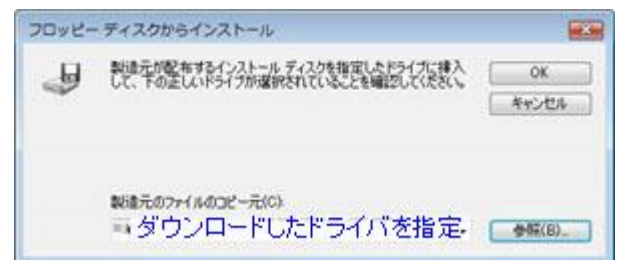 フロッピー ディスクからインストール
製造元が配布するインストール ディスクを指定したドライブに挿入
して、下の正しいドライブが選択されていることを確認してください。
OK
キャンセル
製造元のファイルのコピー元(C):
ダウンロードしたドライバを指定
参照(B)...